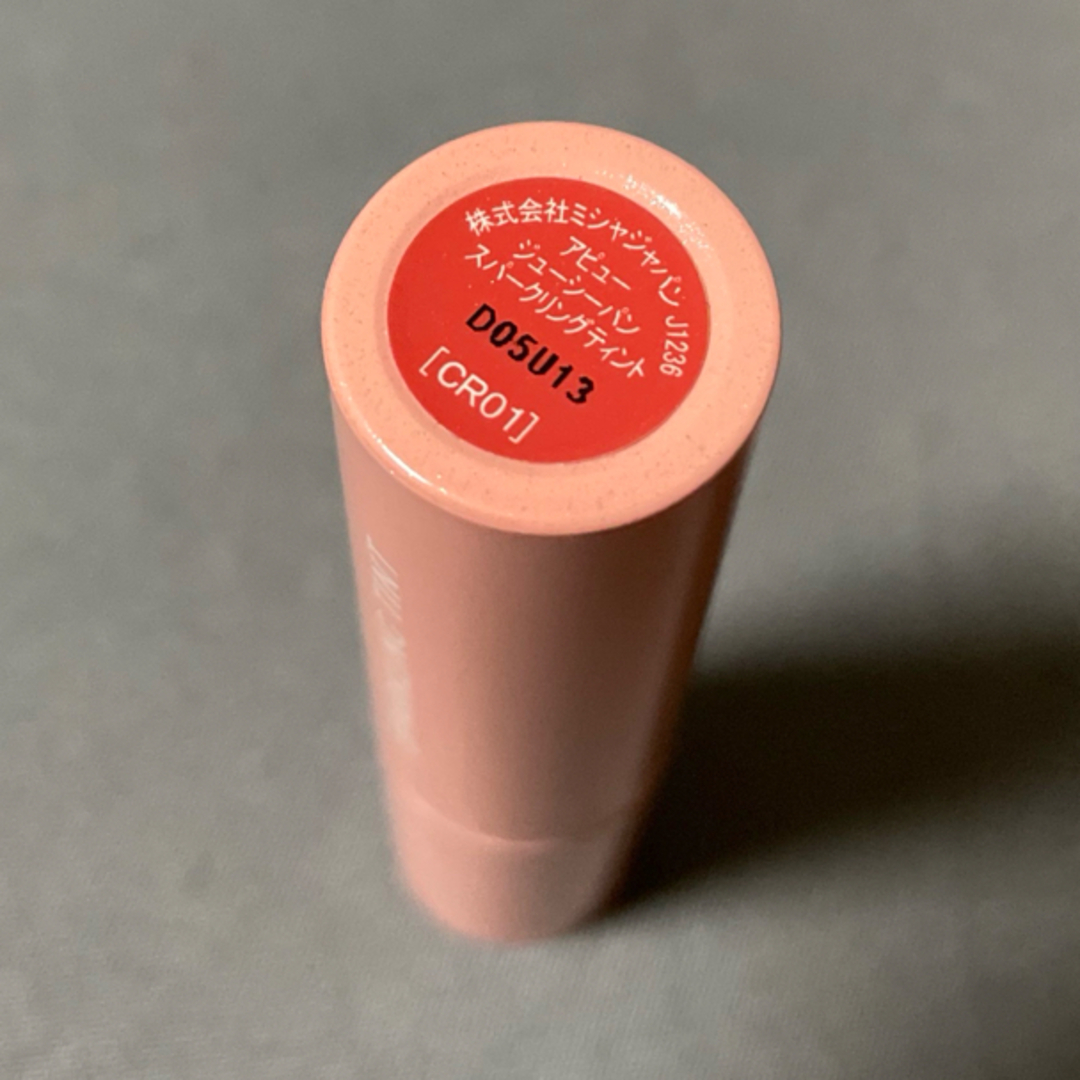 株式会社ミシャジャパン J1236
アピュー
ジューシーパン
スパークリングティント
D05U13
[CR01]
TINT